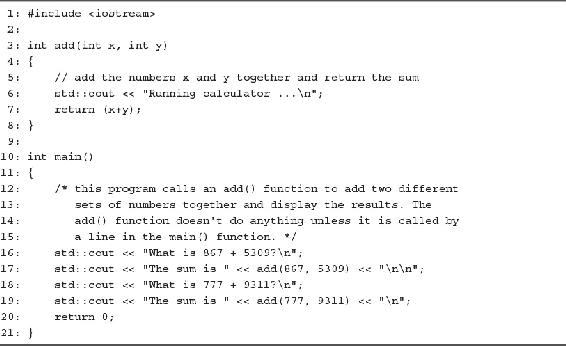 1: #include <iostream>
2:
3: int add(int x, int y)
4: {
5:     // add the numbers x and y together and return the sum
6:     std::cout << "Running calculator ...\n";
7:     return (x+y);
8: }
9:
10: int main()
11: {
12:     /* this program calls an add() function to add two different
13:        sets of numbers together and display the results. The
14:        add() function doesn't do anything unless it is called by
15:        a line in the main() function. */
16:     std::cout << "What is 867 + 5309?\n";
17:     std::cout << "The sum is " << add(867, 5309) << "\n\n";
18:     std::cout << "What is 777 + 9311?\n";
19:     std::cout << "The sum is " << add(777, 9311) << "\n";
20:     return 0;
21: }